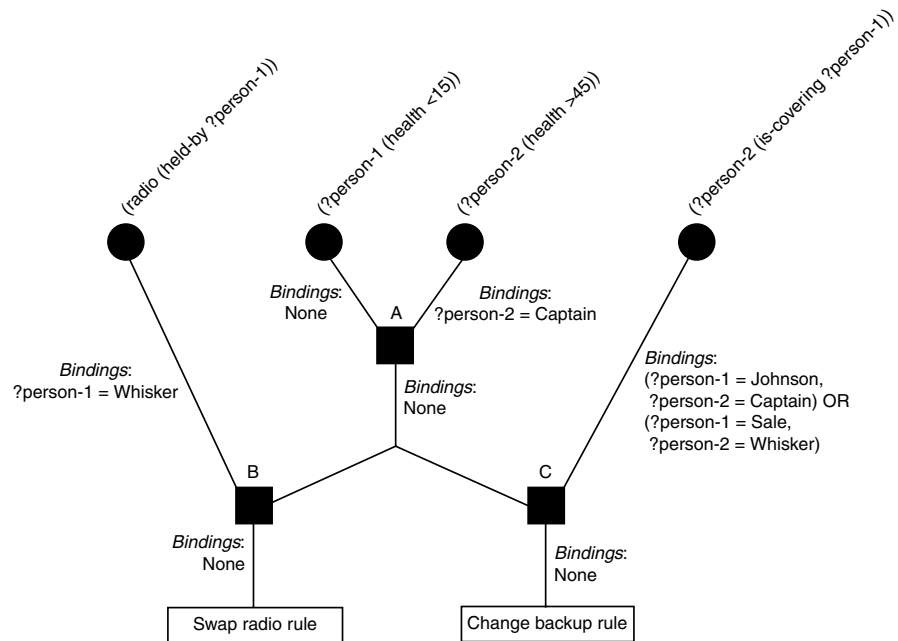 (radio (held-by ?person-1))
(?person-1 (health <15))
(?person-2 (health >45))
(?person-2 (is-covering ?person-1))
Bindings:
None
A
Bindings:
?person-2 = Captain
Bindings:
?person-1 = Whisker
Bindings:
None
Bindings:
(?person-1 = Johnson,
?person-2 = Captain) OR
(?person-1 = Sale,
?person-2 = Whisker)
B
C
Bindings:
None
Bindings:
None
Swap radio rule
Change backup rule